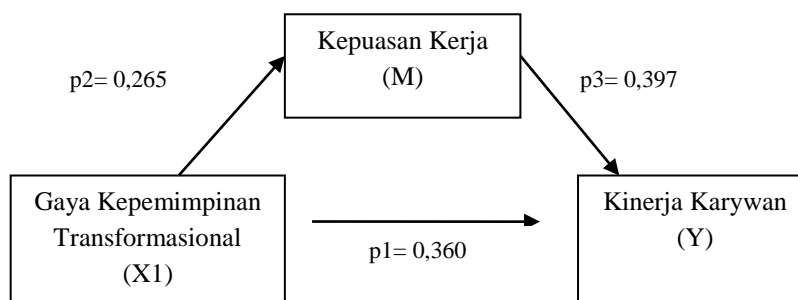 Kepuasan Kerja
(M)
p2= 0,265
p3= 0,397
Gaya Kepemimpinan
Transformasional
(X1)
p1= 0,360
Kinerja Karywan
(Y)